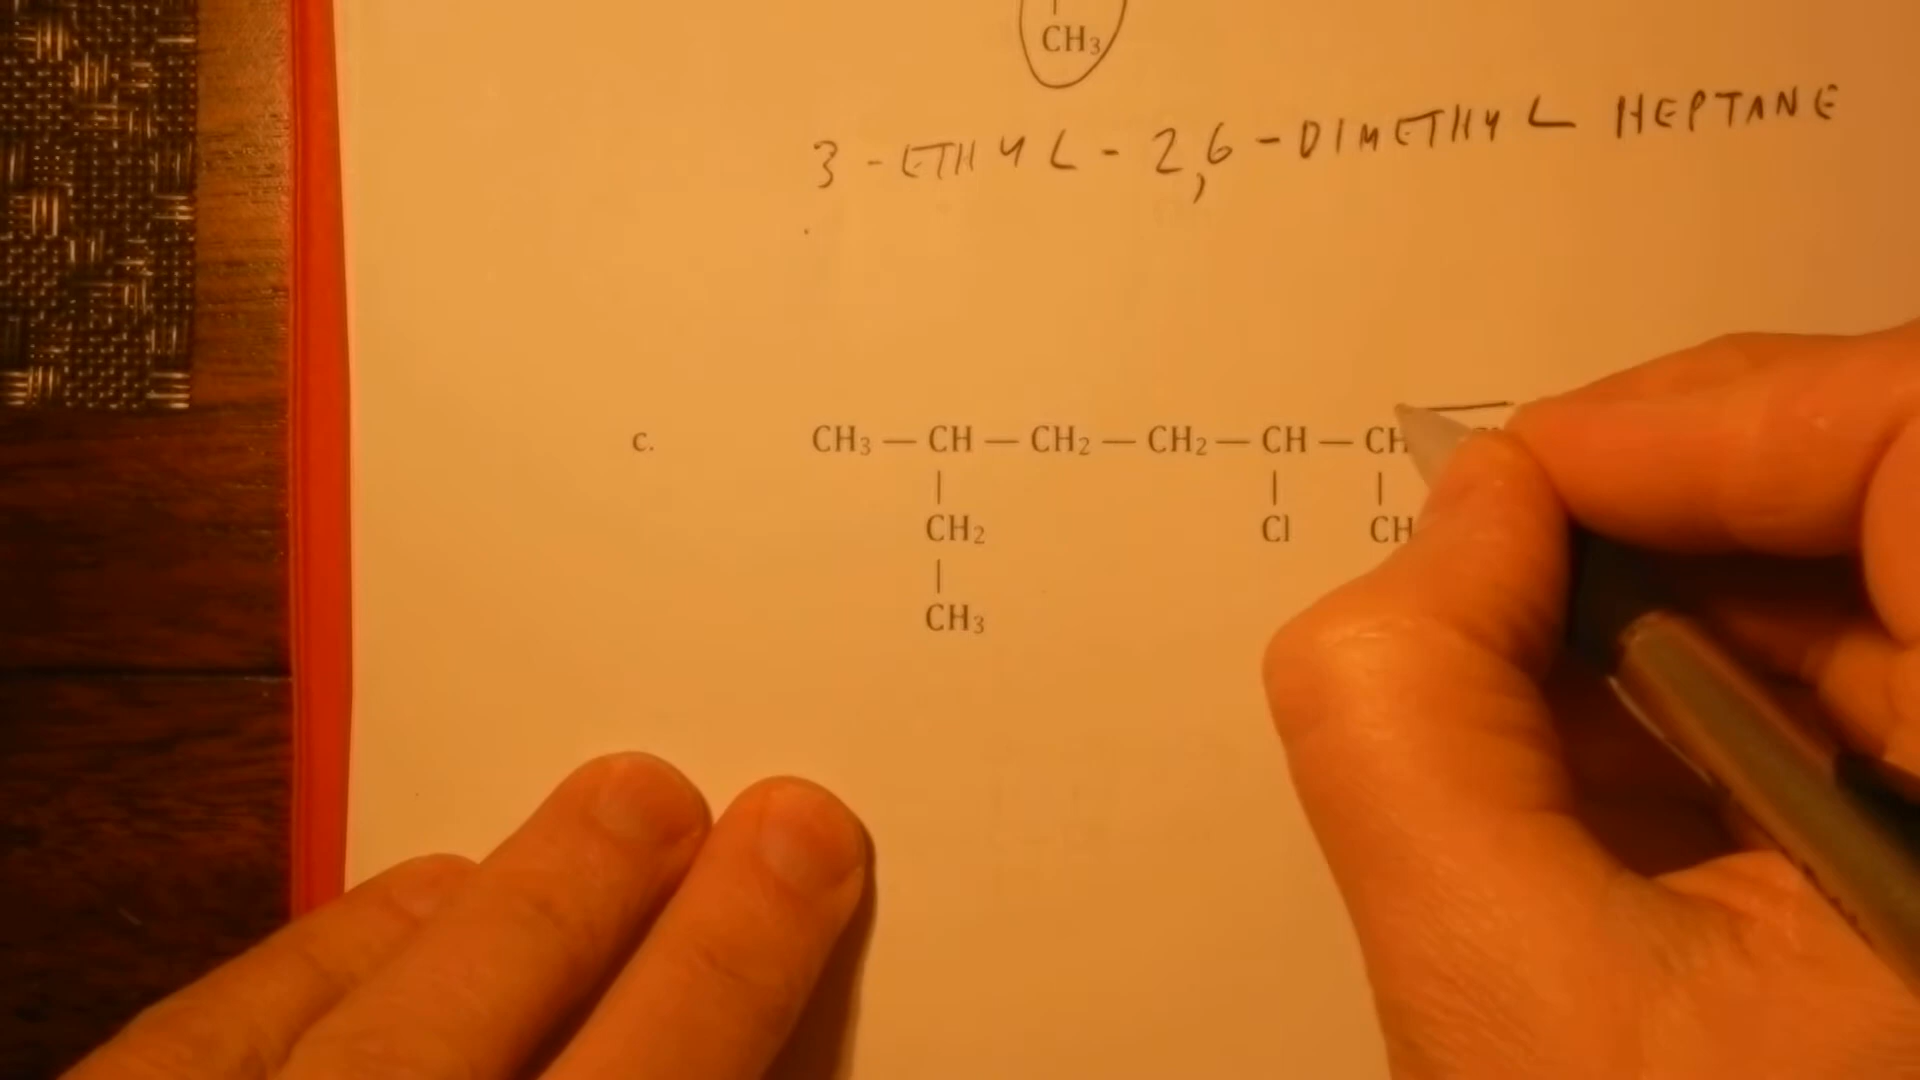 CH₃
3-ETHYL-2,6-DIMETHYL HEPTANE
c. CH₃ — CH — CH₂ — CH₂ — CH — CH
| | |
CH₂ Cl CH
|
CH₃